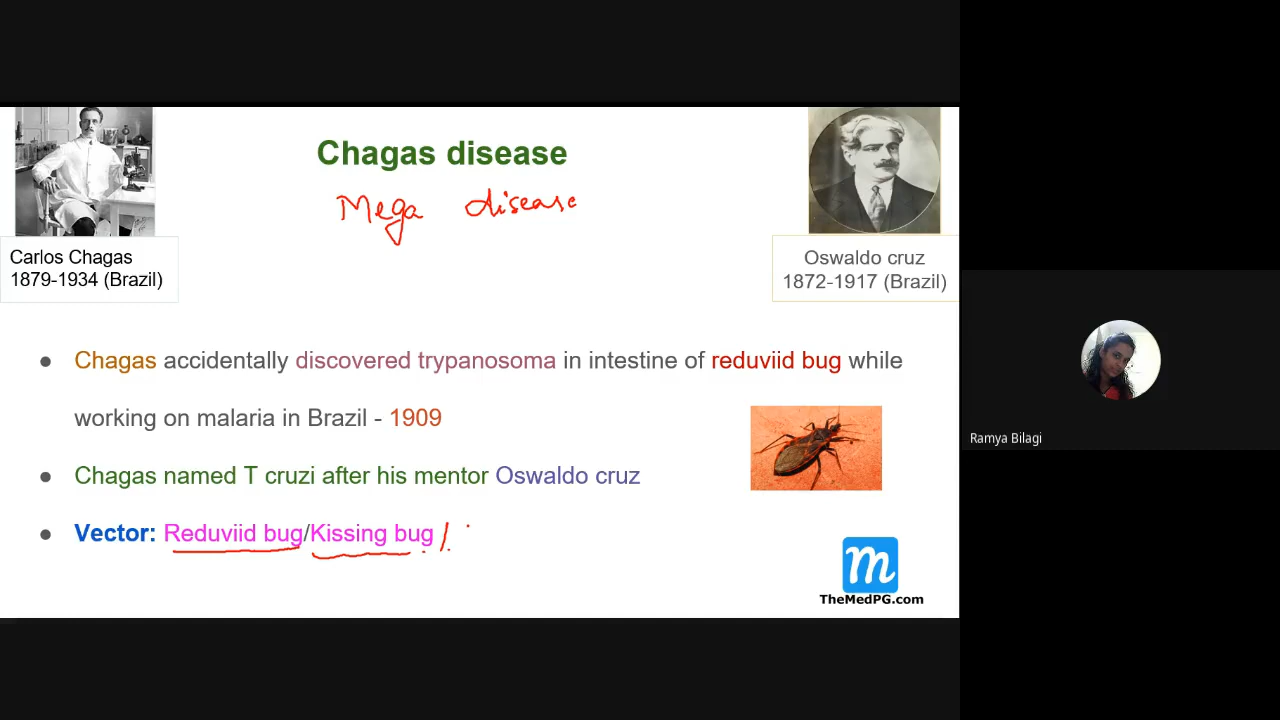 Chagas disease
Mega disease
Carlos Chagas
1879-1934 (Brazil)
Oswaldo cruz
1872-1917 (Brazil)
● Chagas accidentally discovered trypanosoma in intestine of reduviid bug while
working on malaria in Brazil - 1909
● Chagas named T cruzi after his mentor Oswaldo cruz
● Vector: Reduviid bug/Kissing bug /
m
TheMedPG.com
Ramya Bilagi